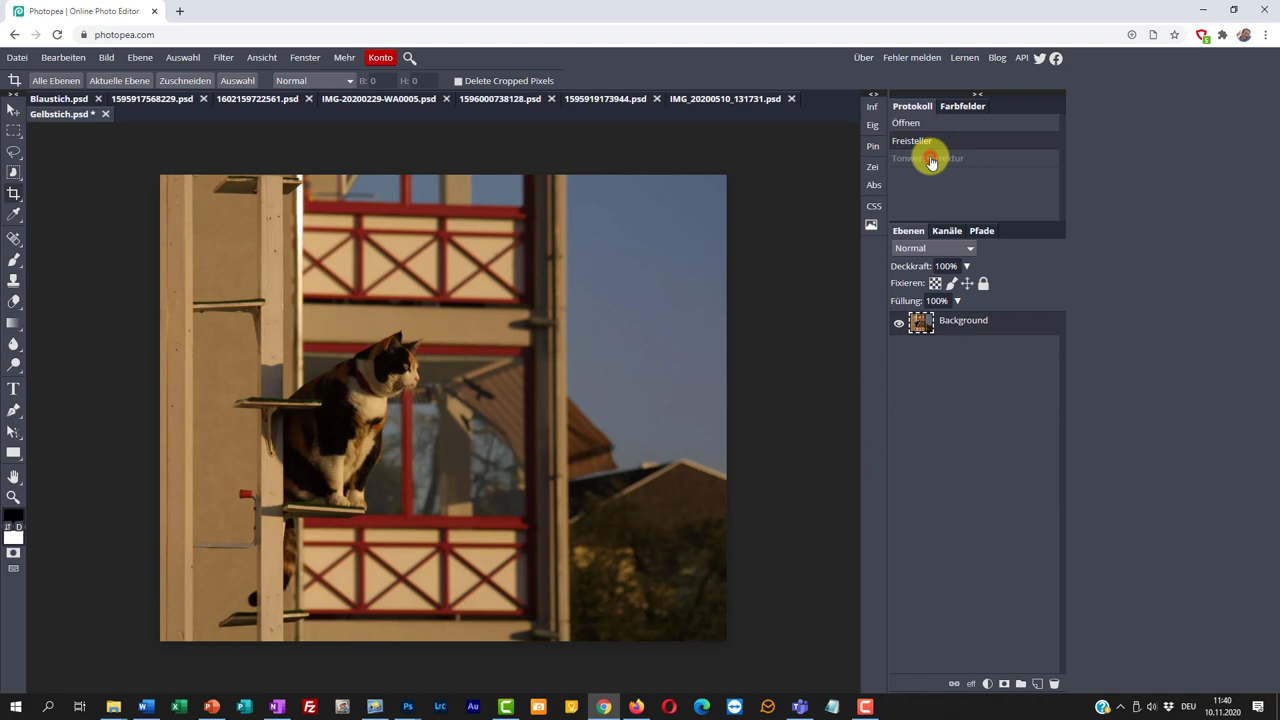 Photopea | Online Photo Editor
photopea.com
5
Datei Bearbeiten Bild Ebene Auswahl Filter Ansicht Fenster Mehr Konto Über Fehler melden Lernen Blog API
Alle Ebenen Aktuelle Ebene Zuschneiden Auswahl Normal B: 0 H: 0 Delete Cropped Pixels
Blaustich.psd 1595917568229.psd 1602159722561.psd IMG-20200229-WA0005.psd 1596000738128.psd 1595919173944.psd IMG_20200510_131731.psd
Gelbstich.psd *
Inf
Eig
Pin
Zei
Abs
CSS
Protokoll Farbfelder
Öffnen
Freisteller
Ebenen Kanäle Pfade
Normal
Deckkraft: 100%
Fixieren:
Füllung: 100%
Background
eff
DEU
11:40
10.11.2020